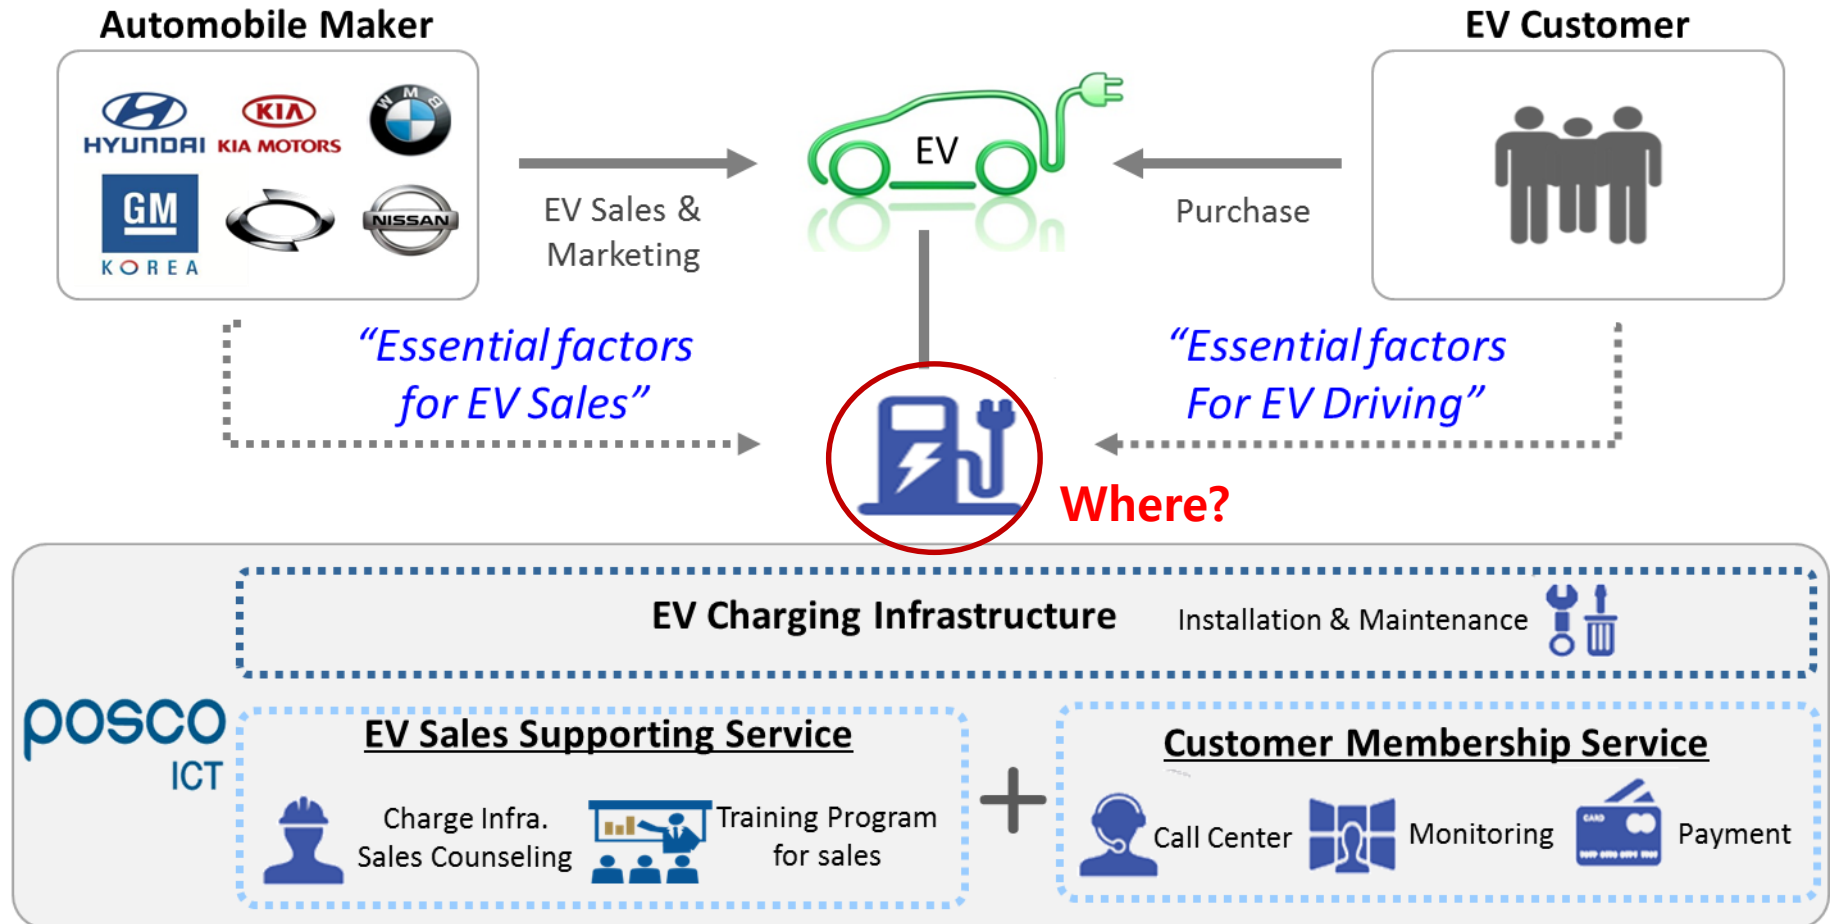 Automobile Maker
EV Customer
HYUNDAI
KIA
KIA MOTORS
BMW
GM
KOREA
NISSAN
EV Sales &
Marketing
EV
Purchase
“Essential factors
for EV Sales”
“Essential factors
For EV Driving”
Where?
EV Charging Infrastructure
Installation & Maintenance
posco
ICT
EV Sales Supporting Service
Charge Infra.
Sales Counseling
Training Program
for sales
Customer Membership Service
Call Center
Monitoring
CARD
Payment